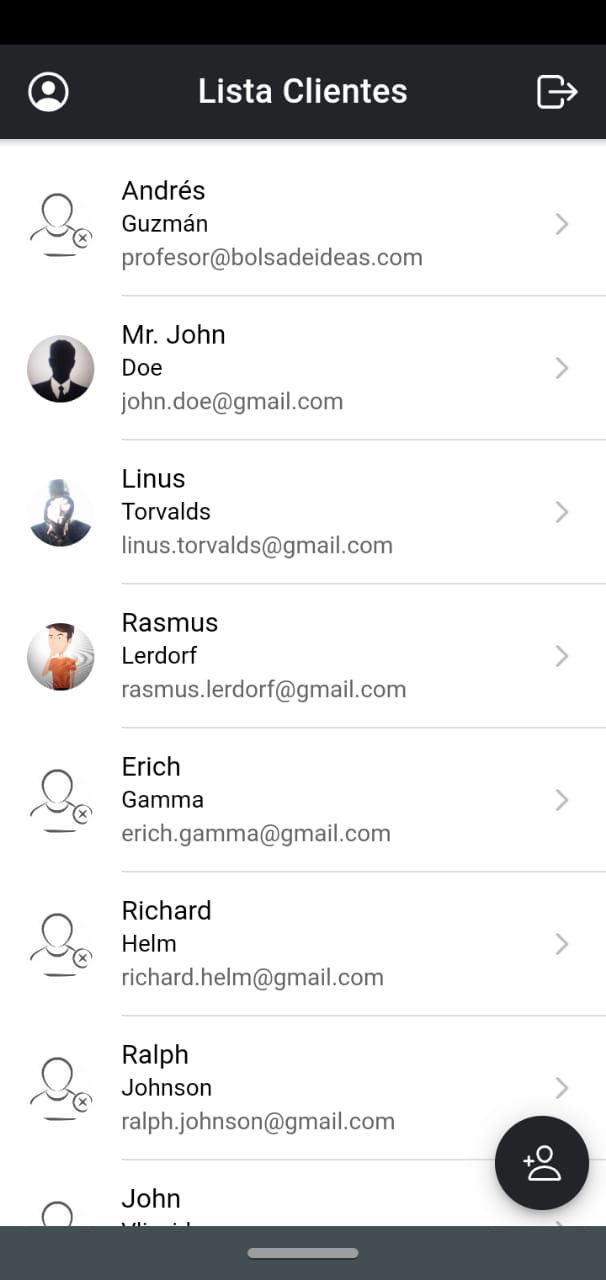 Lista Clientes
Andrés
Guzmán
profesor@bolsadeideas.com
Mr. John
Doe
john.doe@gmail.com
Linus
Torvalds
linus.torvalds@gmail.com
Rasmus
Lerdorf
rasmus.lerdorf@gmail.com
Erich
Gamma
erich.gamma@gmail.com
Richard
Helm
richard.helm@gmail.com
Ralph
Johnson
ralph.johnson@gmail.com
John